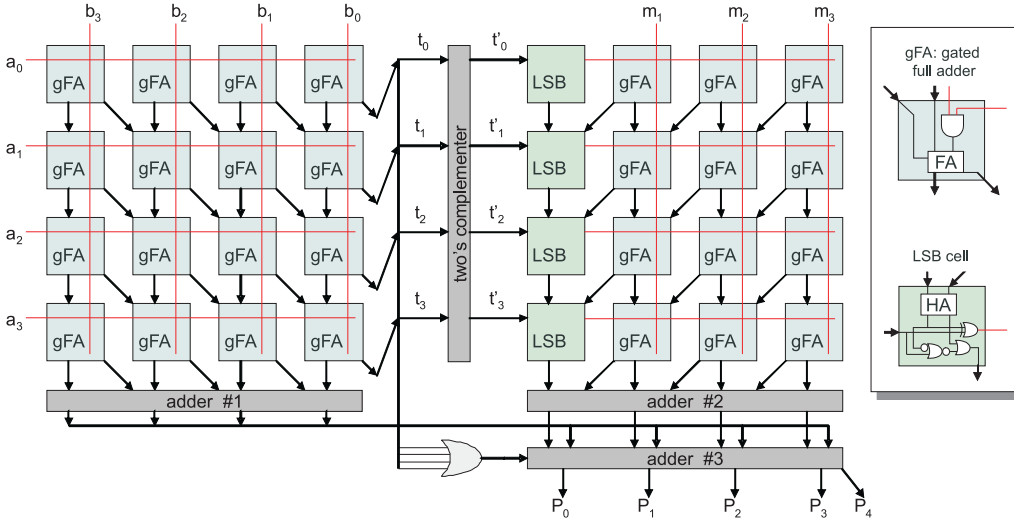 b3 b2 b1 b0 m1 m2 m3
a0 gFA gFA gFA gFA t0 t'0 LSB gFA gFA gFA
a1 gFA gFA gFA gFA t1 t'1 LSB gFA gFA gFA
a2 gFA gFA gFA gFA t2 t'2 LSB gFA gFA gFA
a3 gFA gFA gFA gFA t3 t'3 LSB gFA gFA gFA
two's complementer
adder #1
adder #2
adder #3
P0 P1 P2 P3 P4
gFA: gated
full adder
FA
LSB cell
HA